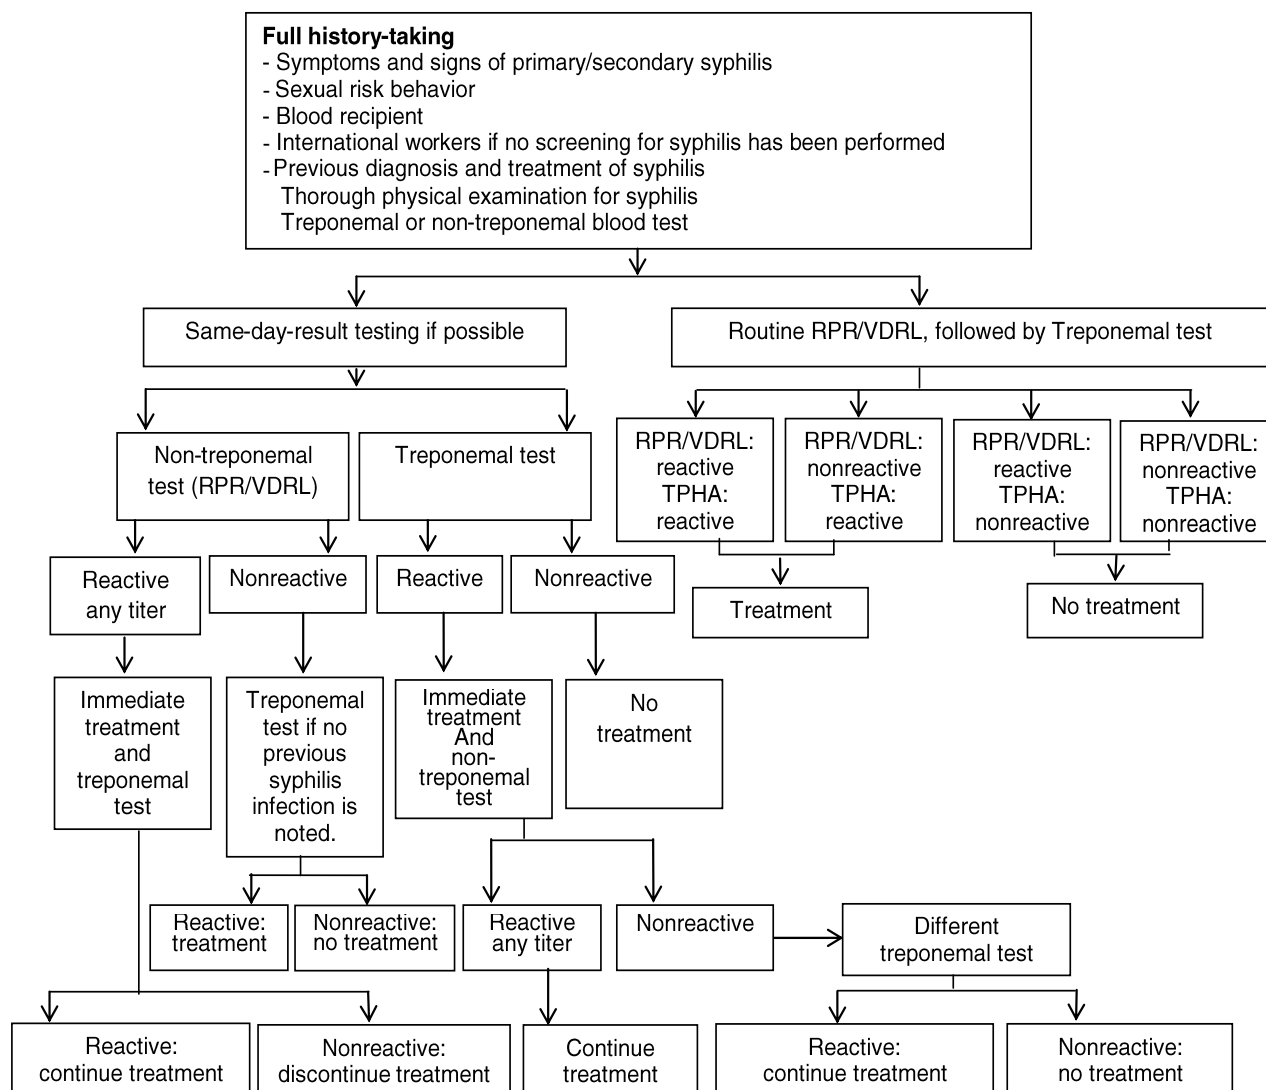 Full history-taking
- Symptoms and signs of primary/secondary syphilis
- Sexual risk behavior
- Blood recipient
- International workers if no screening for syphilis has been performed
- Previous diagnosis and treatment of syphilis
Thorough physical examination for syphilis
Treponemal or non-treponemal blood test
Same-day-result testing if possible
Routine RPR/VDRL, followed by Treponemal test
Non-treponemal
test (RPR/VDRL)
Treponemal test
RPR/VDRL:
reactive
TPHA:
reactive
RPR/VDRL:
nonreactive
TPHA:
reactive
RPR/VDRL:
reactive
TPHA:
nonreactive
RPR/VDRL:
nonreactive
TPHA:
nonreactive
Reactive
any titer
Nonreactive
Reactive
Nonreactive
Treatment
No treatment
Immediate
treatment
and
treponemal
test
Treponemal
test if no
previous
syphilis
infection is
noted.
Immediate
treatment
And
non-
treponemal
test
No
treatment
Reactive:
treatment
Nonreactive:
no treatment
Reactive
any titer
Nonreactive
Different
treponemal test
Reactive:
continue treatment
Nonreactive:
discontinue treatment
Continue
treatment
Reactive:
continue treatment
Nonreactive:
no treatment